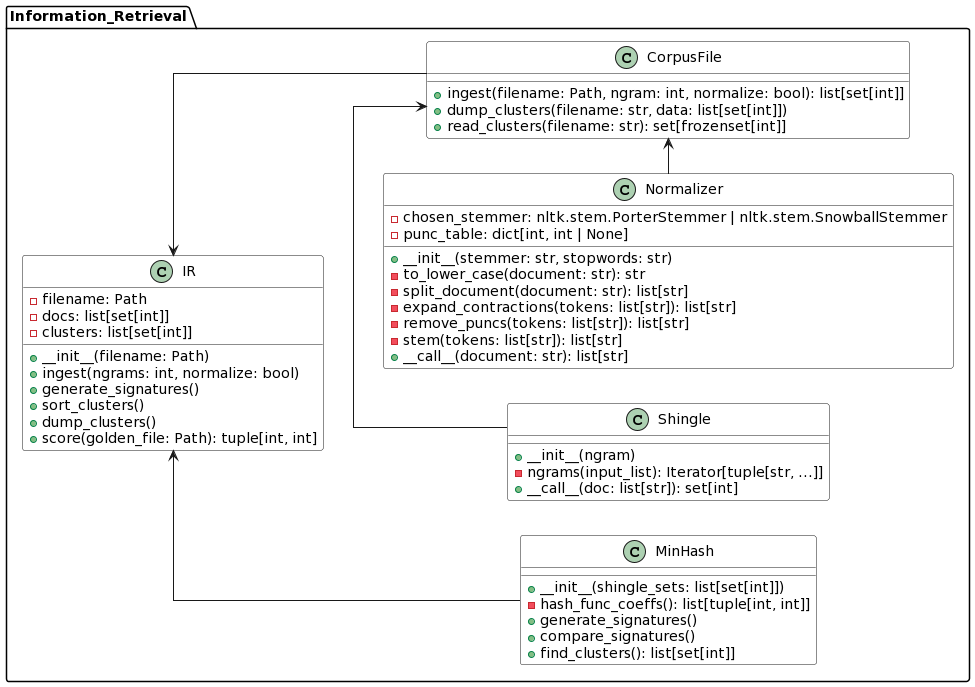 Information_Retrieval
C CorpusFile
ingest(filename: Path, ngram: int, normalize: bool): list[set[int]]
dump_clusters(filename: str, data: list[set[int]])
read_clusters(filename: str): set[frozenset[int]]
C Normalizer
chosen_stemmer: nltk.stem.PorterStemmer | nltk.stem.SnowballStemmer
punc_table: dict[int, int | None]
__init__(stemmer: str, stopwords: str)
to_lower_case(document: str): str
split_document(document: str): list[str]
expand_contractions(tokens: list[str]): list[str]
remove_puncs(tokens: list[str]): list[str]
stem(tokens: list[str]): list[str]
__call__(document: str): list[str]
C IR
filename: Path
docs: list[set[int]]
clusters: list[set[int]]
__init__(filename: Path)
ingest(ngrams: int, normalize: bool)
generate_signatures()
sort_clusters()
dump_clusters()
score(golden_file: Path): tuple[int, int]
C Shingle
__init__(ngram)
ngrams(input_list): Iterator[tuple[str, ...]]
__call__(doc: list[str]): set[int]
C MinHash
__init__(shingle_sets: list[set[int]])
hash_func_coeffs(): list[tuple[int, int]]
generate_signatures()
compare_signatures()
find_clusters(): list[set[int]]